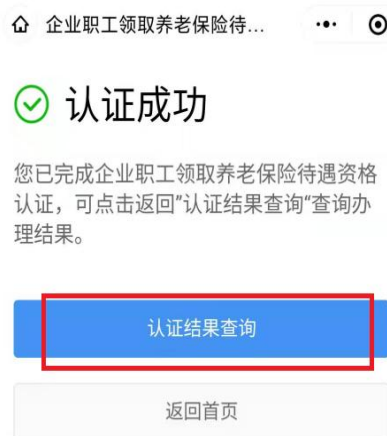 企业职工领取养老保险待...
认证成功
您已完成企业职工领取养老保险待遇资格
认证，可点击返回"认证结果查询“查询办
理结果。
认证结果查询
返回首页